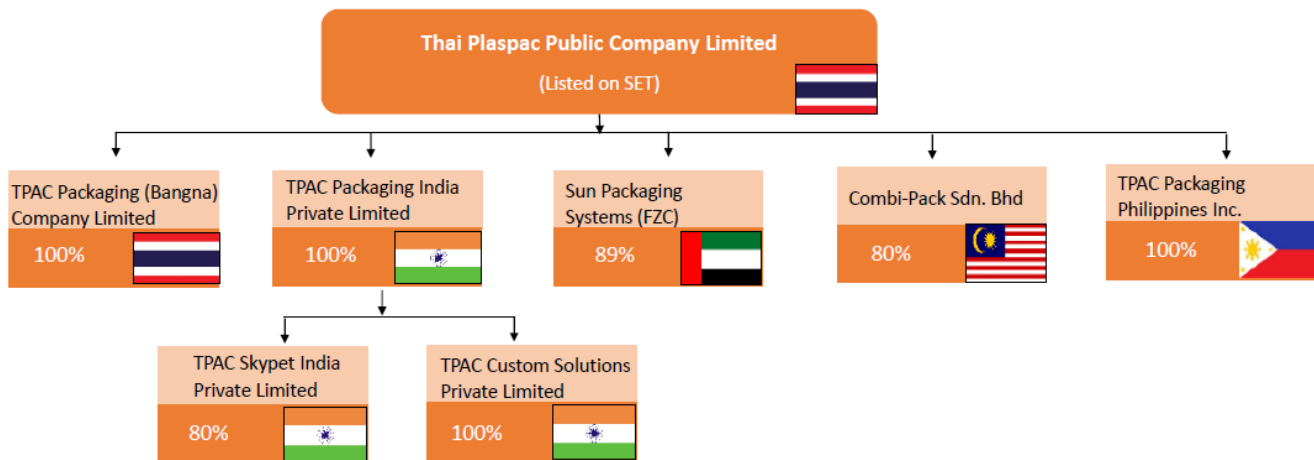 Thai Plaspac Public Company Limited
(Listed on SET)
TPAC Packaging (Bangna)
Company Limited
100%
TPAC Packaging India
Private Limited
100%
Sun Packaging
Systems (FZC)
89%
Combi-Pack Sdn. Bhd
80%
TPAC Packaging
Philippines Inc.
100%
TPAC Skypet India
Private Limited
80%
TPAC Custom Solutions
Private Limited
100%